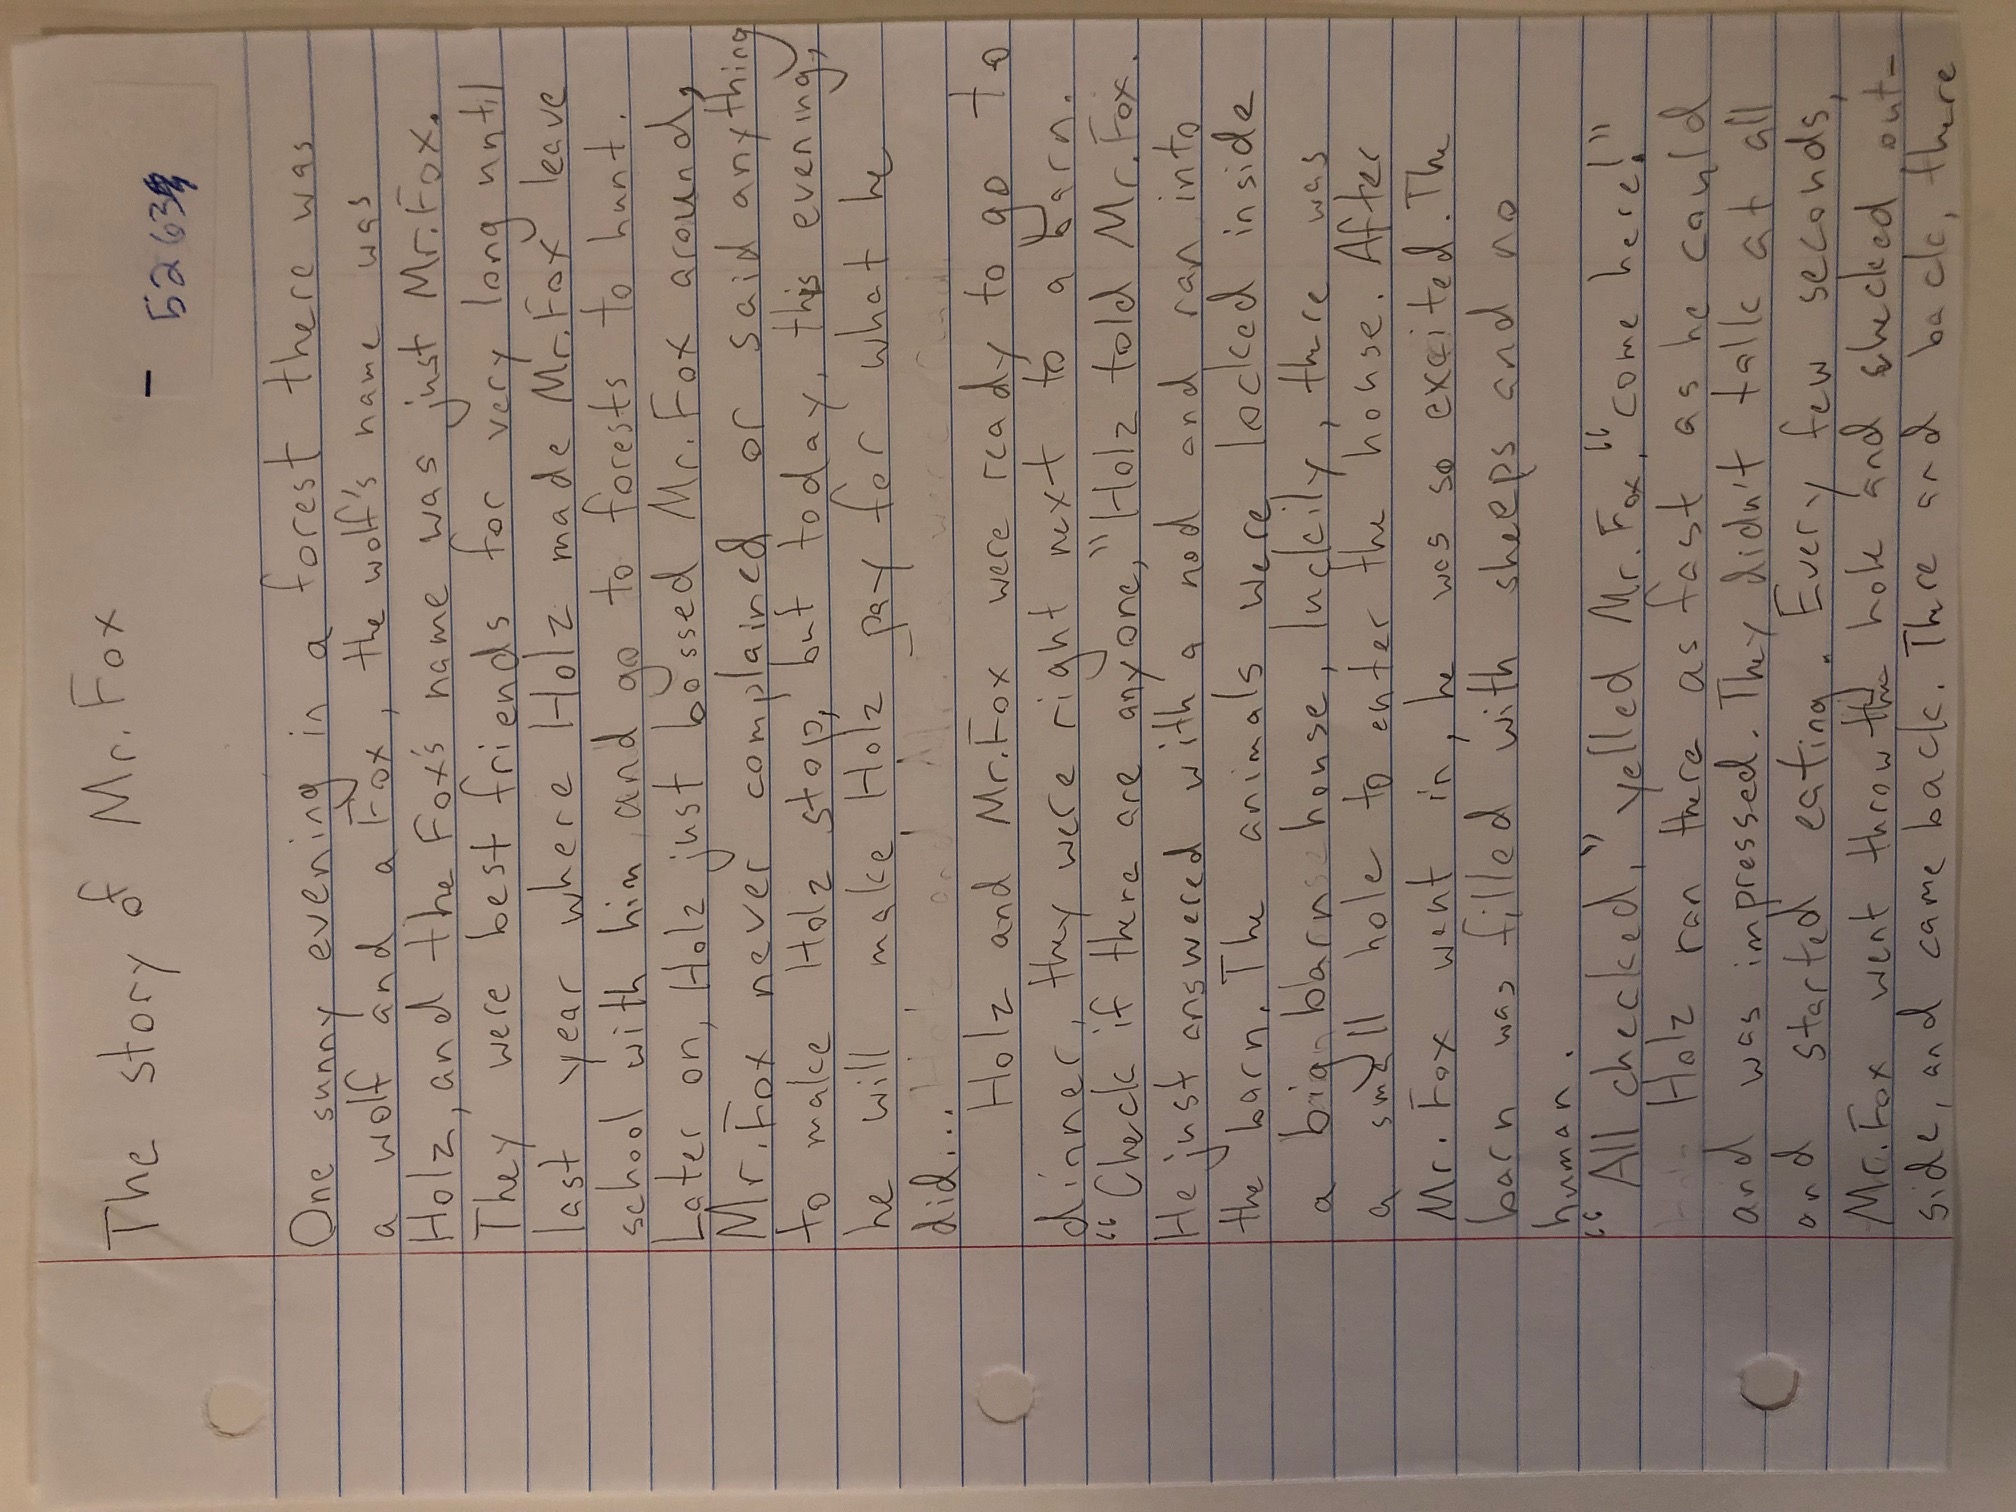 The story of Mr. Fox
- 5263
One sunny evening in a forest there was
a wolf and a Fox, the wolf's name was
Holz, and the Fox's name was just Mr. Fox.
They were best friends for very long until
last year where Holz made Mr. Fox leave
school with him and go to forests to hunt.
Later on, Holz just bossed Mr. Fox around,
Mr. Fox never complained or said anything
to make Holz stop, but today, this evening,
he will make Holz pay for what he
did...
Holz and Mr. Fox were ready to go to
dinner, they were right next to a barn.
"Check if there are anyone," Holz told Mr. Fox.
He just answered with a nod and ran into
the barn. The animals were locked inside
a big barn house, luckily, there was
a small hole to enter the house. After
Mr. Fox went in, he was so excited. The
barn was filled with sheeps and no
human.
"All checked," yelled Mr. Fox, "come here!"
Holz ran there as fast as he could
and was impressed. They didn't talk at all
and started eating. Every few seconds,
Mr. Fox went throw the hole and checked out-
side, and came back. There and back, there